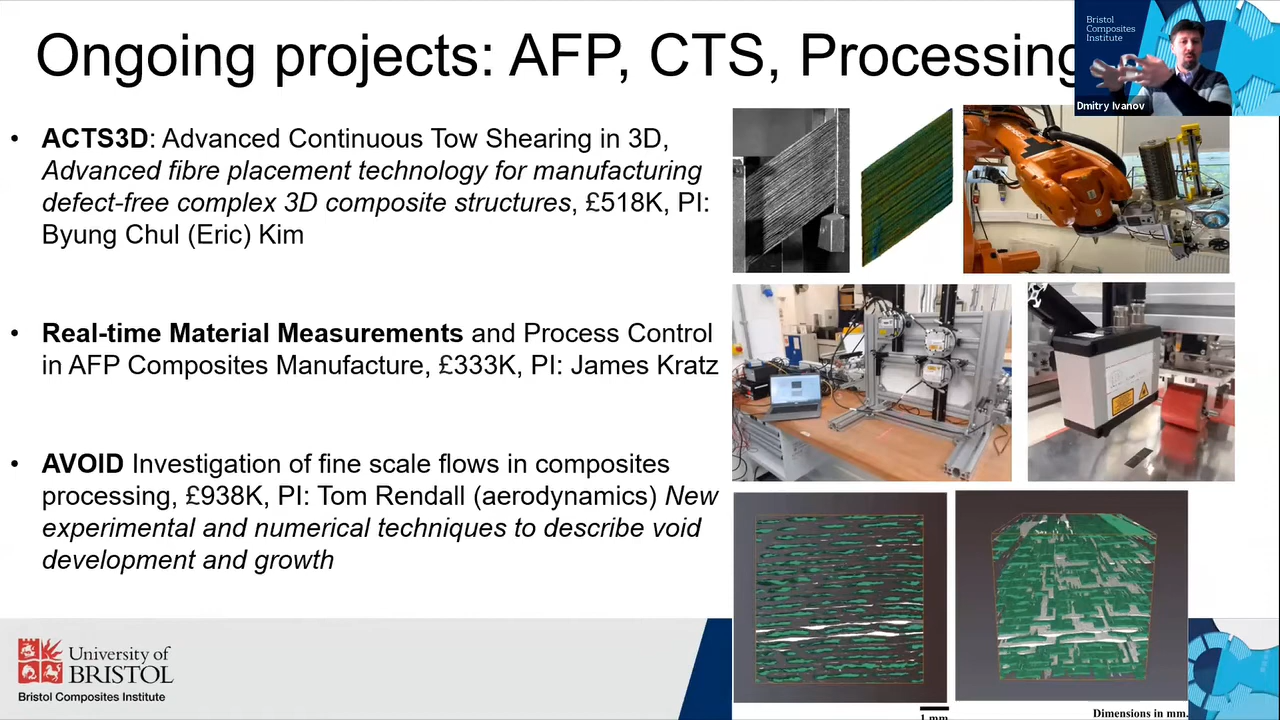 Ongoing projects: AFP, CTS, Processing
Bristol
Composites
Institute
Dmitry Ivanov
• ACTS3D: Advanced Continuous Tow Shearing in 3D,
Advanced fibre placement technology for manufacturing
defect-free complex 3D composite structures, £518K, PI:
Byung Chul (Eric) Kim
• Real-time Material Measurements and Process Control
in AFP Composites Manufacture, £333K, PI: James Kratz
• AVOID Investigation of fine scale flows in composites
processing, £938K, PI: Tom Rendall (aerodynamics) New
experimental and numerical techniques to describe void
development and growth
University of
BRISTOL
Bristol Composites Institute
1 mm
Dimensions in mm.